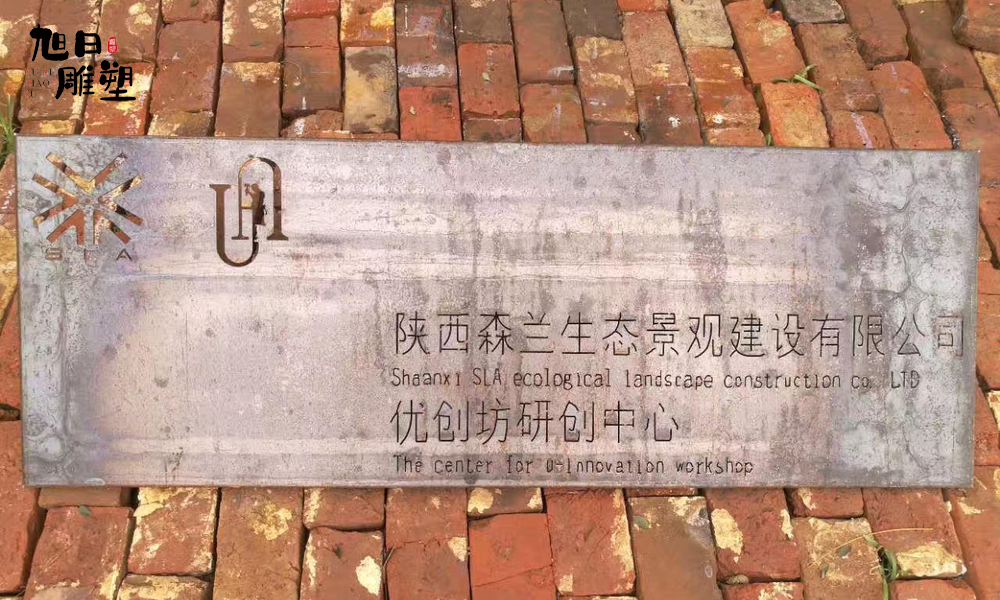 旭日
雕塑
SLA
陕西森兰生态景观建设有限公司
Shaanxi SLA ecological landscape construction co. LTD
优创坊研创中心
The center for U-innovation workshop